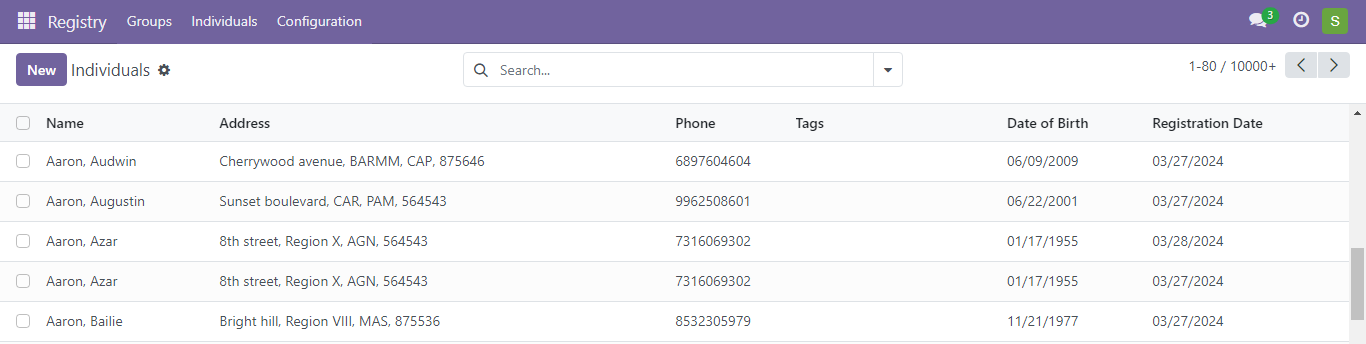 Registry Groups Individuals Configuration 3 S
New Individuals Search... 1-80 / 10000+
Name Address Phone Tags Date of Birth Registration Date
Aaron, Audwin Cherrywood avenue, BARMM, CAP, 875646 6897604604 06/09/2009 03/27/2024
Aaron, Augustin Sunset boulevard, CAR, PAM, 564543 9962508601 06/22/2001 03/27/2024
Aaron, Azar 8th street, Region X, AGN, 564543 7316069302 01/17/1955 03/28/2024
Aaron, Azar 8th street, Region X, AGN, 564543 7316069302 01/17/1955 03/27/2024
Aaron, Bailie Bright hill, Region VIII, MAS, 875536 8532305979 11/21/1977 03/27/2024